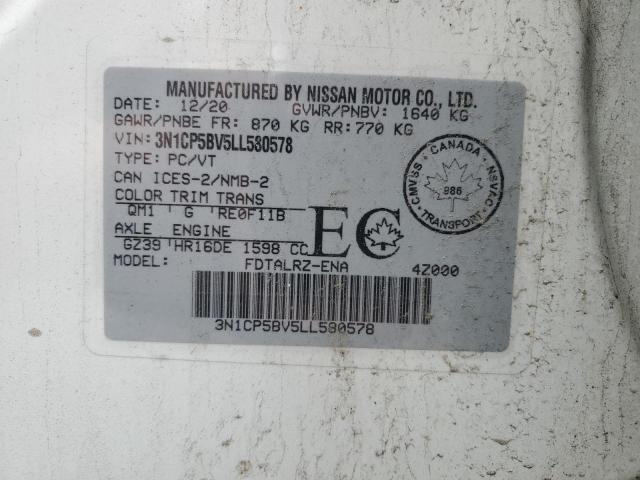 MANUFACTURED BY NISSAN MOTOR CO., LTD.
DATE: 12/20 GVWR/PNBV: 1640 KG
GAWR/PNBE FR: 870 KG RR: 770 KG
VIN: 3N1CP5BV5LL580578
TYPE: PC/VT
CAN ICES-2/NMB-2
COLOR TRIM TRANS
QM1 G RE0F11B
AXLE ENGINE
GZ39 HR16DE 1598 CC
MODEL: FDTALRZ-ENA 4Z000
3N1CP5BV5LL580578
EC
CANADA
CMVSS NSVAC
986
TRANSPORT